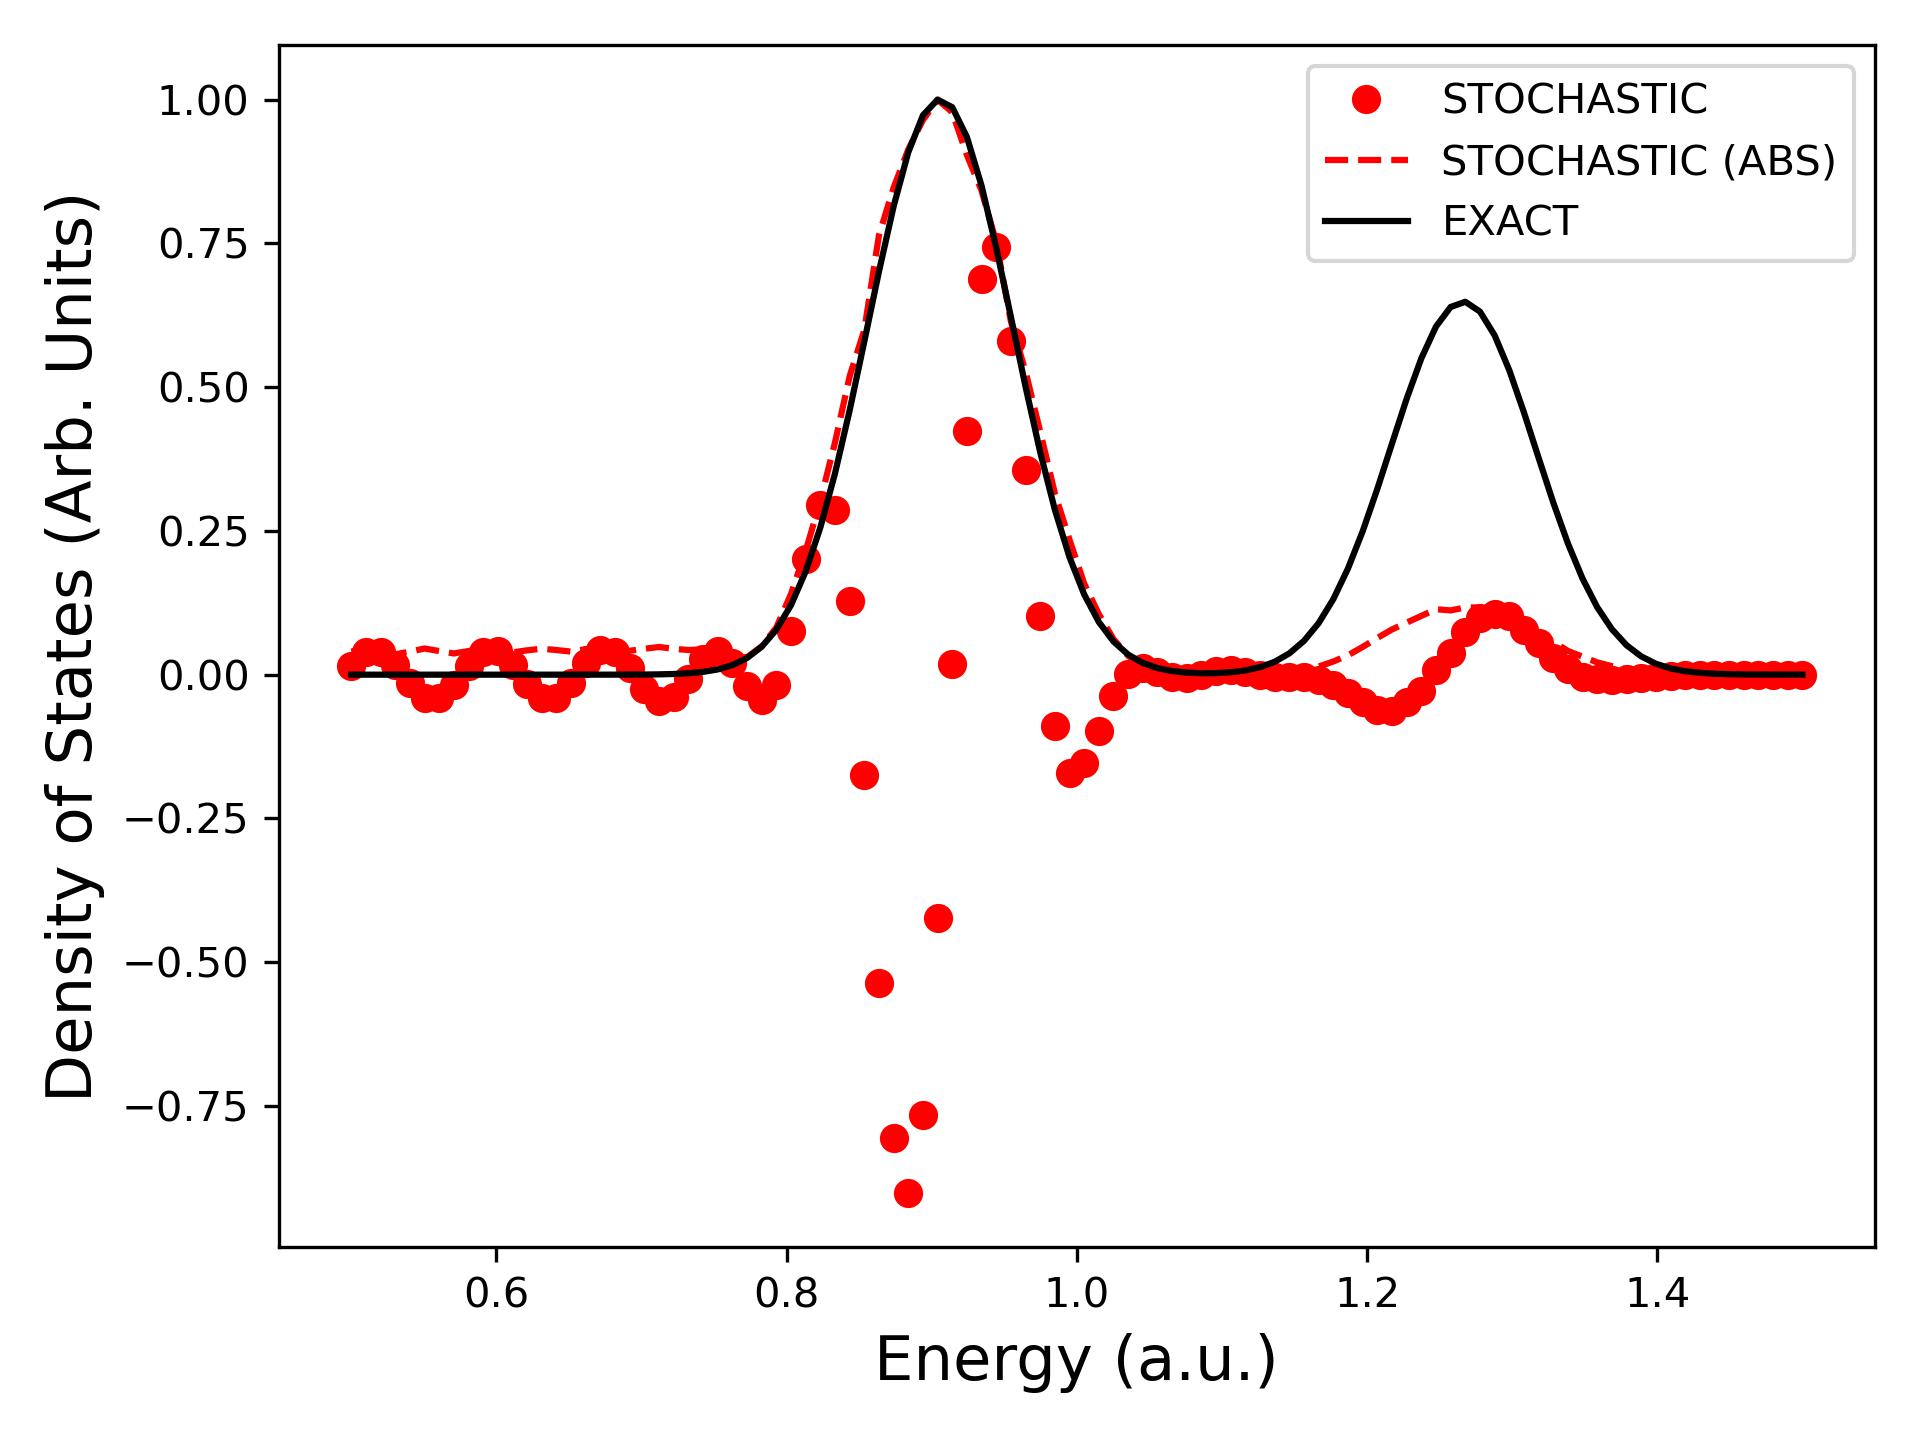 Density of States (Arb. Units)
1.00
0.75
0.50
0.25
0.00
−0.25
−0.50
−0.75
STOCHASTIC
STOCHASTIC (ABS)
EXACT
0.6
0.8
1.0
1.2
1.4
Energy (a.u.)